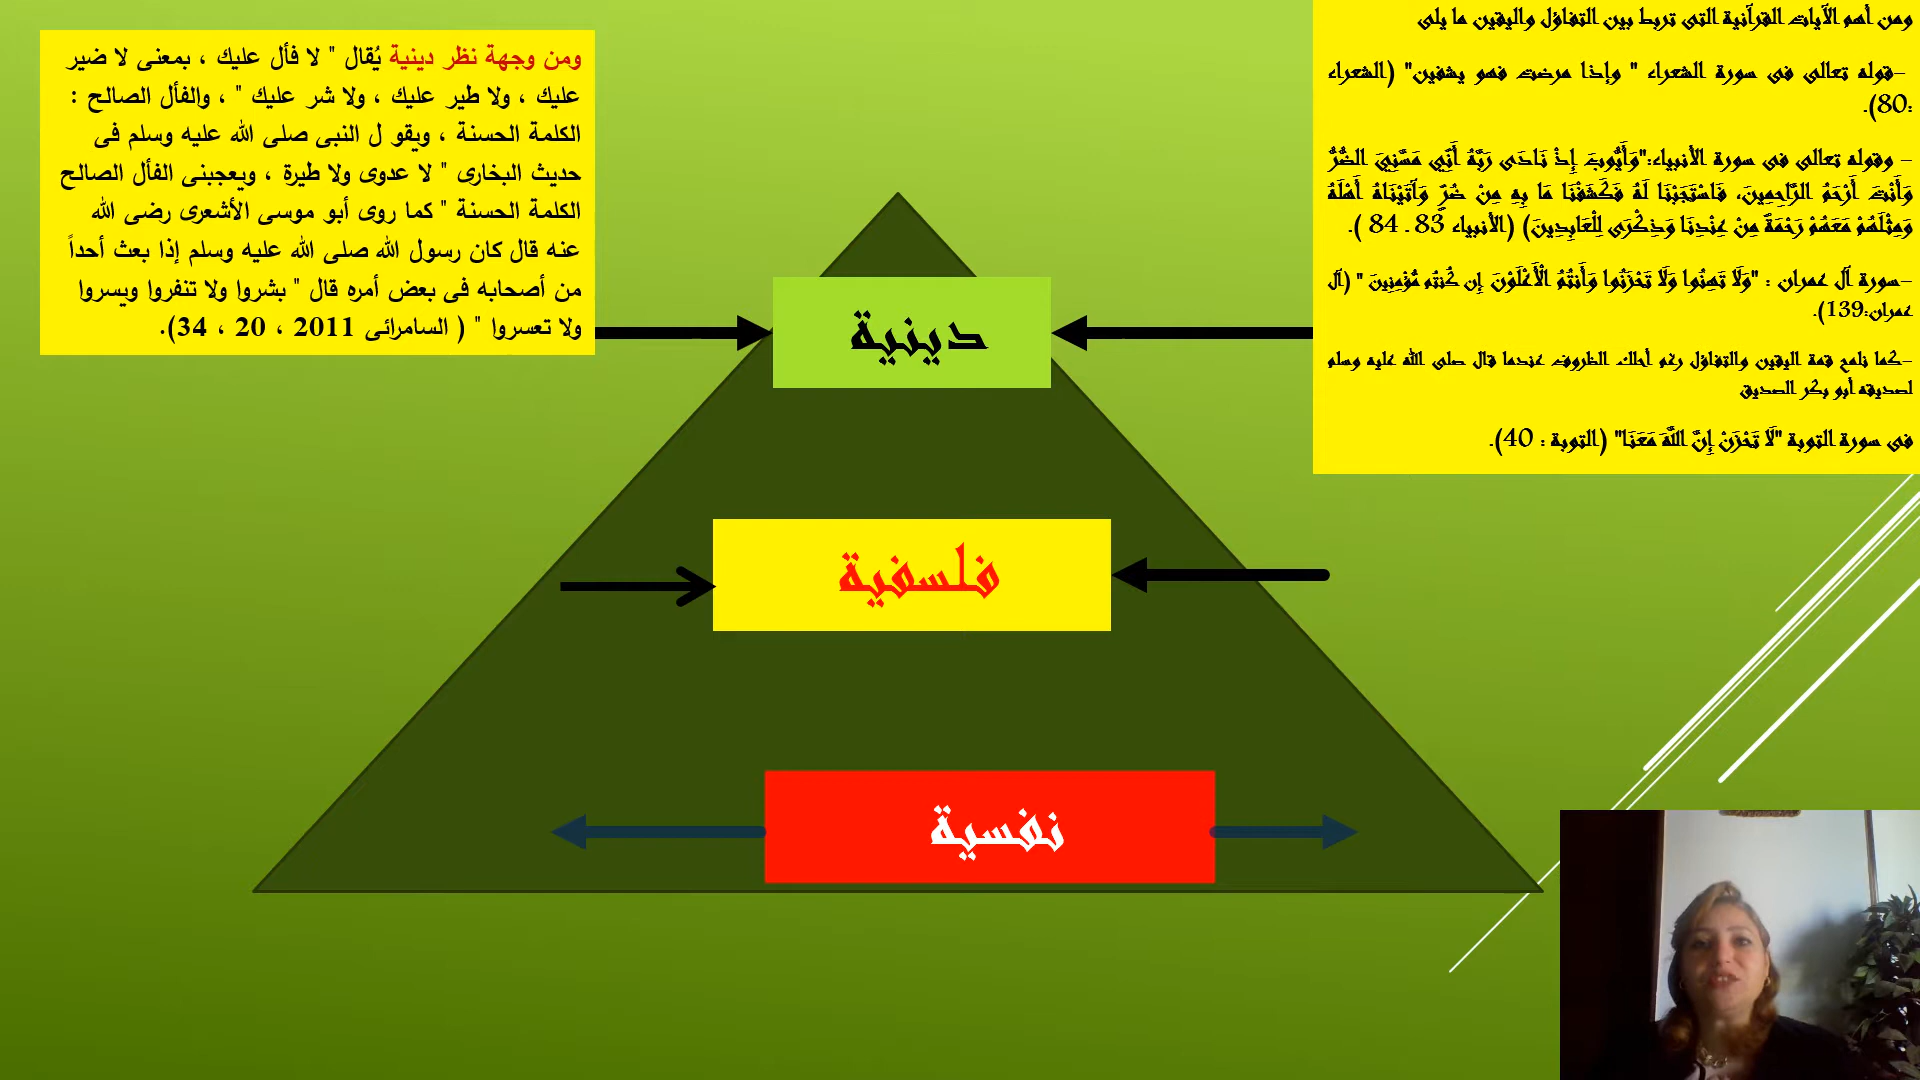 ومن أهم الآيات القرآنية التى تربط بين التفاؤل واليقين ما يلى
-قوله تعالى فى سورة الشعراء " وإذا مرضت فهو يشفين" (الشعراء
:80).
- وقوله تعالى فى سورة الأنبياء:"وَأَيُّوبَ إِذْ نَادَى رَبَّهُ أَنِّي مَسَّنِيَ الضُّرُّ
وَأَنْتَ أَرْحَمُ الرَّاحِمِينَ، فَاسْتَجَبْنَا لَهُ فَكَشَفْنَا مَا بِهِ مِنْ ضُرٍّ وَآتَيْنَاهُ أَهْلَهُ
وَمِثْلَهُمْ مَعَهُمْ رَحْمَةً مِنْ عِنْدِنَا وَذِكْرَى لِلْعَابِدِينَ) (الأنبياء 83 ـ 84 ).
-سورة آل عمران : "وَلَا تَهِنُوا وَلَا تَحْزَنُوا وَأَنتُمُ الْأَعْلَوْنَ إِن كُنتُم مُّؤْمِنِينَ " (آل
عمران:139).
-كما نلمح قمة اليقين والتفاؤل رغم أحلك الظروف عندما قال صلى الله عليه وسلم
لصديقه أبو بكر الصديق
فى سورة التوبة "لَا تَحْزَنْ إِنَّ اللَّهَ مَعَنَا" (التوبة : 40).
ومن وجهة نظر دينية يُقال " لا فأل عليك ، بمعنى لا ضير
عليك ، ولا طير عليك ، ولا شر عليك " ، والفأل الصالح :
الكلمة الحسنة ، ويقو ل النبى صلى الله عليه وسلم فى
حديث البخارى " لا عدوى ولا طيرة ، ويعجبنى الفأل الصالح
الكلمة الحسنة " كما روى أبو موسى الأشعرى رضى الله
عنه قال كان رسول الله صلى الله عليه وسلم إذا بعث أحداً
من أصحابه فى بعض أمره قال " بشروا ولا تنفروا ويسروا
ولا تعسروا " ( السامرائى 2011 ، 20 ، 34).
دينية
فلسفية
نفسية